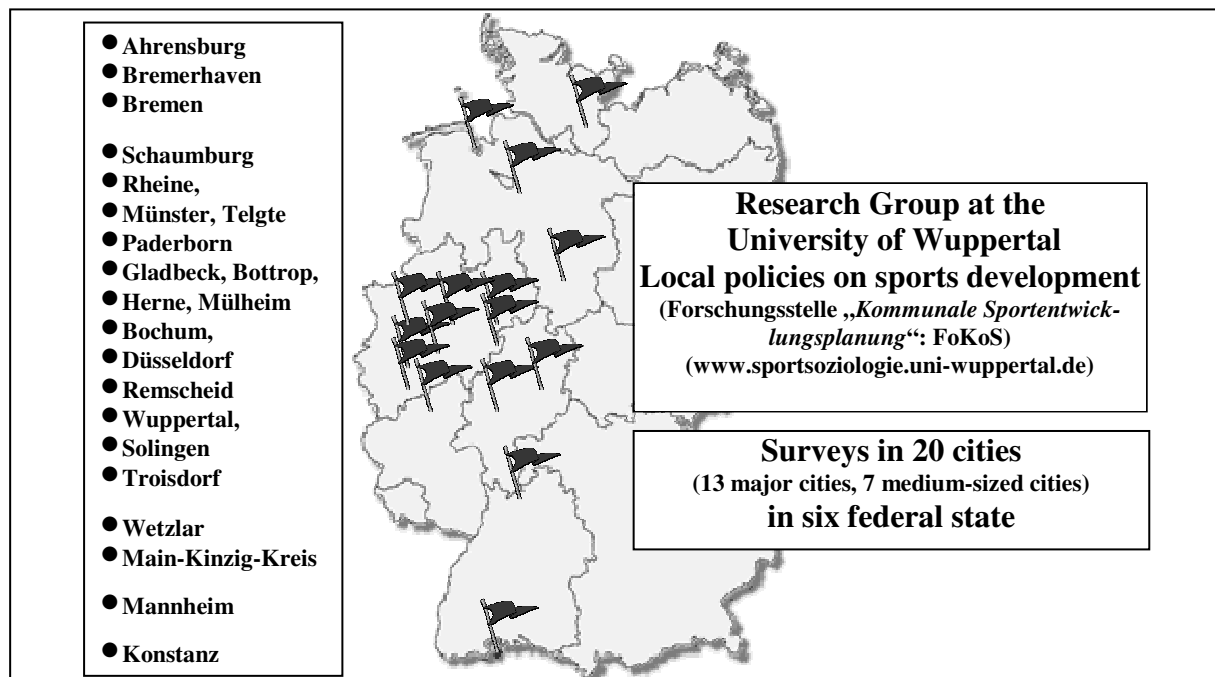 ● Ahrensburg
● Bremerhaven
● Bremen
● Schaumburg
● Rheine,
● Münster, Telgte
● Paderborn
● Gladbeck, Bottrop,
● Herne, Mülheim
● Bochum,
● Düsseldorf
● Remscheid
● Wuppertal,
● Solingen
● Troisdorf
● Wetzlar
● Main-Kinzig-Kreis
● Mannheim
● Konstanz
Research Group at the
University of Wuppertal
Local policies on sports development
(Forschungsstelle „Kommunale Sportentwick-
lungsplanung“: FoKoS)
(www.sportsoziologie.uni-wuppertal.de)
Surveys in 20 cities
(13 major cities, 7 medium-sized cities)
in six federal state